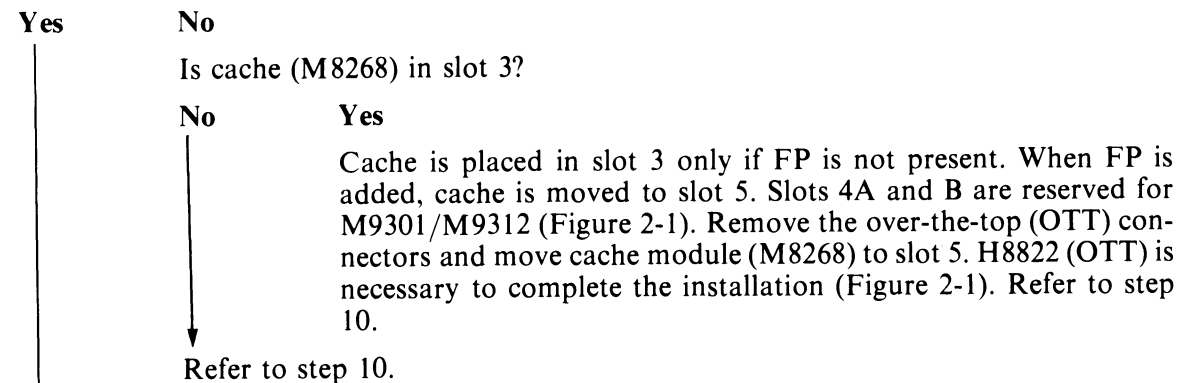 Yes No
Is cache (M8268) in slot 3?
No Yes
Cache is placed in slot 3 only if FP is not present. When FP is
added, cache is moved to slot 5. Slots 4A and B are reserved for
M9301/M9312 (Figure 2-1). Remove the over-the-top (OTT) con-
nectors and move cache module (M8268) to slot 5. H8822 (OTT) is
necessary to complete the installation (Figure 2-1). Refer to step
10.
Refer to step 10.